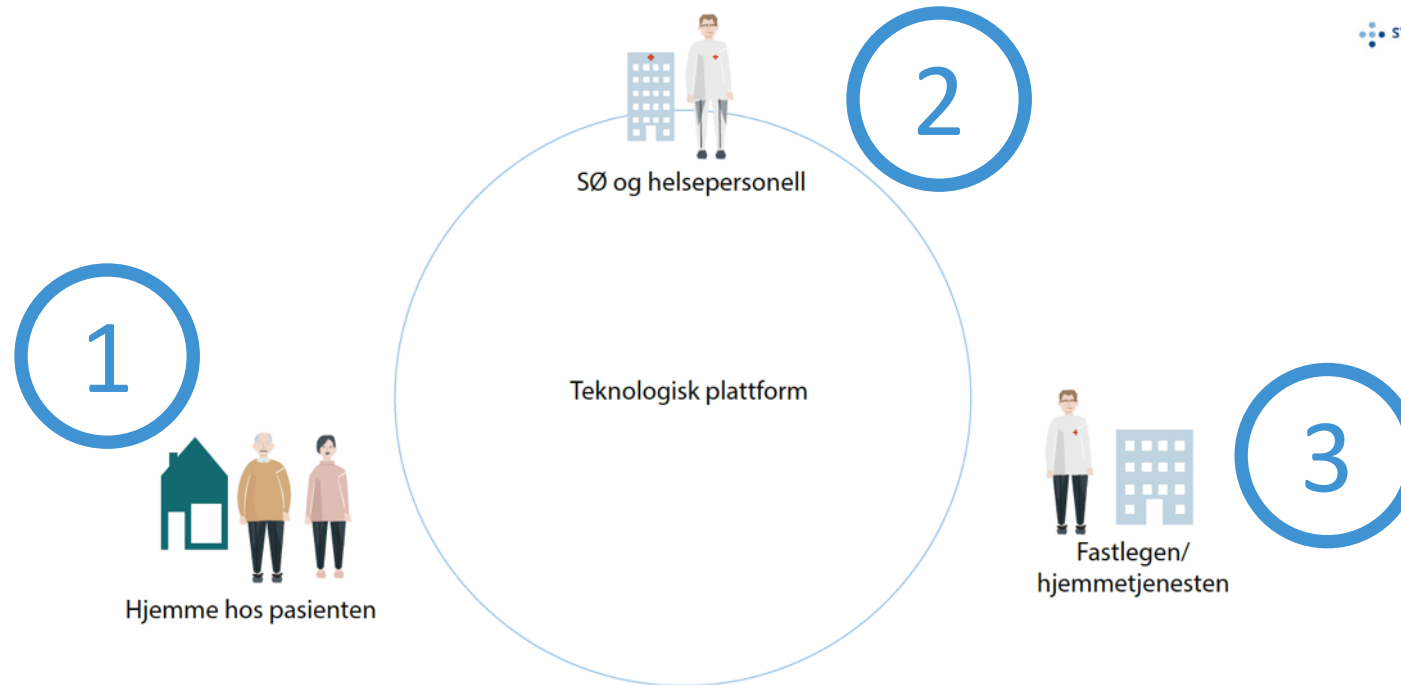 2
SØ og helsepersonell
1
Teknologisk plattform
3
Fastlegen/
hjemmetjenesten
Hjemme hos pasienten